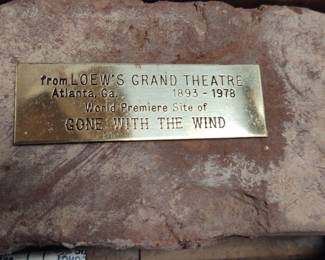 from LOEW'S GRAND THEATRE
Atlanta, Ga. 1893 - 1978
World Premiere Site of
GONE WITH THE WIND